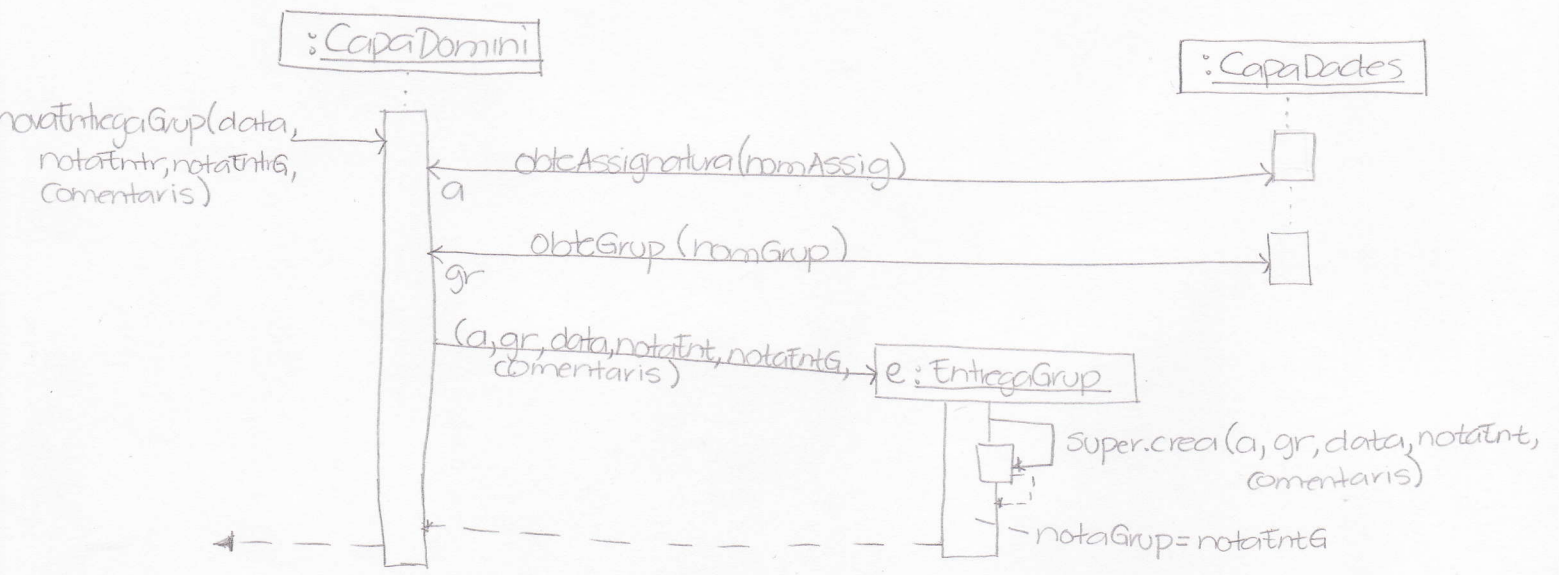 :CapaDomini
:CapaDades
novaEntregaGrup(data,
notaEntr, notaEntrG,
comentaris)
obteAssignatura(nomAssig)
a
obteGrup(nomGrup)
gr
(a, gr, data, notaEnt, notaEntG,
comentaris)
e: EntregaGrup
super.crea(a, gr, data, notaEnt,
comentaris)
notaGrup=notaEntG